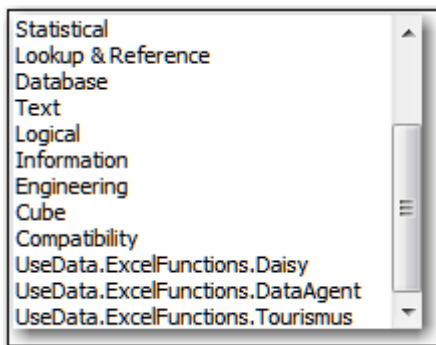 Statistical
Lookup & Reference
Database
Text
Logical
Information
Engineering
Cube
Compatibility
UseData.ExcelFunctions.Daisy
UseData.ExcelFunctions.DataAgent
UseData.ExcelFunctions.Tourismus